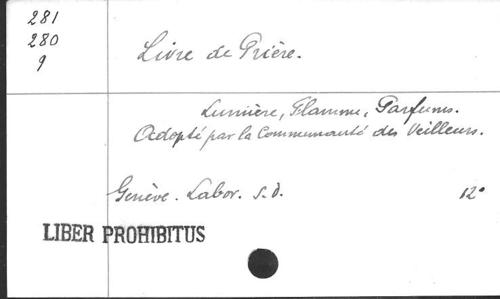 281
280
9
Livre de Prière.
Lumière, Flamme, Parfums.
Adopté par la Communauté des Veilleurs.
Genève. Labor. s.d. 12°
LIBER PROHIBITUS